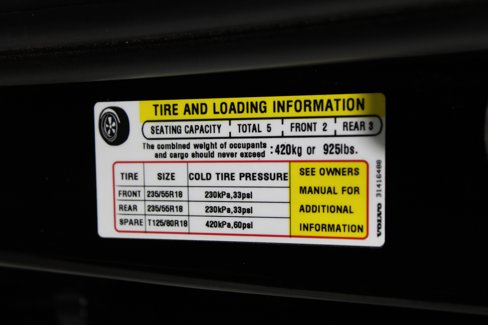 TIRE AND LOADING INFORMATION
SEATING CAPACITY TOTAL 5 FRONT 2 REAR 3
The combined weight of occupants and cargo should never exceed : 420kg or 925lbs.
TIRE SIZE COLD TIRE PRESSURE
FRONT 235/55R18 230kPa,33psi
REAR 235/55R18 230kPa,33psi
SPARE T125/80R18 420kPa,60psi
SEE OWNERS
MANUAL FOR
ADDITIONAL
INFORMATION
VOLVO 31416488